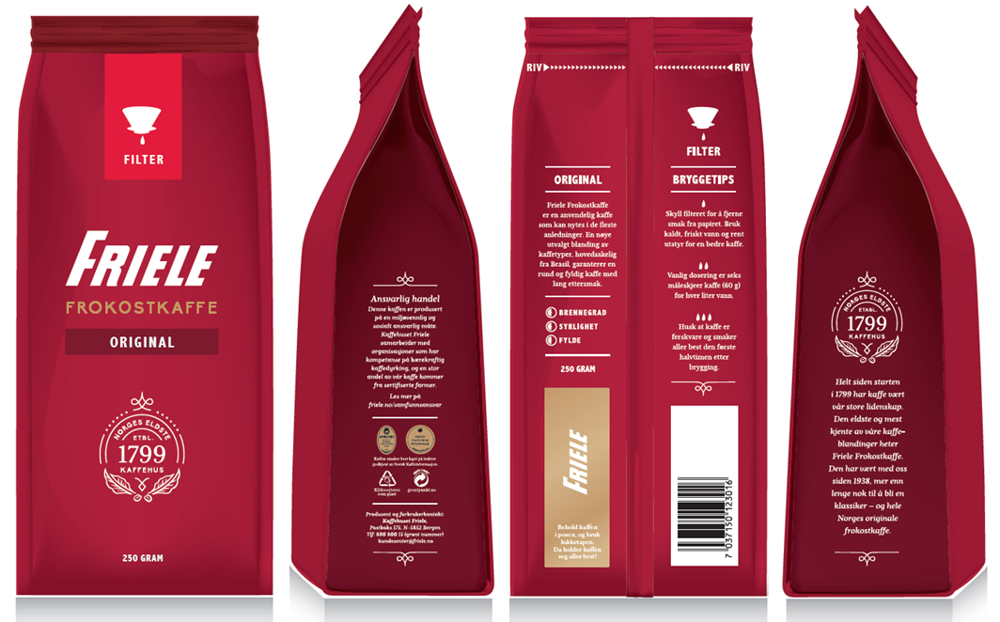 FILTER
FRIELE
FROKOSTKAFFE
ORIGINAL
NORGES ELDSTE
ETBL.
1799
KAFFEHUS
250 GRAM
Ansvarlig handel
Denne kaffen er produsert
på en miljøvennlig og
sosialt ansvarlig måte.
Kaffehuset Friele
samarbeider med
organisasjoner som har
kompetanse på bærekraftig
kaffedyrking, og en stor
andel av vår kaffe kommer
fra sertifiserte farmer.
Les mer på
friele.no/samfunnsansvar
Kaffen smaker best laget på trakter
godkjent av Norsk Kaffeinformasjon.
Kildesorteres
som plast
grøntpunkt.no
Produsent og forbrukerkontakt:
Kaffehuset Friele,
Postboks 175, N-5852 Bergen
Tlf: 800 800 15 (grønt nummer)
kundesenter@friele.no
RIV
RIV
ORIGINAL
Friele Frokostkaffe
er en anvendelig kaffe
som kan nytes i de fleste
anledninger. En nøye
utvalgt blanding av
kaffetyper, hovedsakelig
fra Brasil, garanterer en
rund og fyldig kaffe med
lang ettersmak.
BRENNEGRAD
SYRLIGHET
FYLDE
250 GRAM
FRIELE
Behold kaffen
i posen, og bruk
lukketapen.
Da holder kaffen
seg aller best!
FILTER
BRYGGETIPS
Skyll filteret for å fjerne
smak fra papiret. Bruk
kaldt, friskt vann og rent
utstyr for en bedre kaffe.
Vanlig dosering er seks
måleskjeer kaffe (60 g)
for hver liter vann.
Husk at kaffe er
ferskvare og smaker
aller best den første
halvtimen etter
brygging.
7 037150 123016
NORGES ELDSTE
ETABL.
1799
KAFFEHUS
Helt siden starten
i 1799 har kaffe vært
vår store lidenskap.
Den eldste og mest
kjente av våre kaffe-
blandinger heter
Friele Frokostkaffe.
Den har vært med oss
siden 1938, mer enn
lenge nok til å bli en
klassiker – og hele
Norges originale
frokostkaffe.